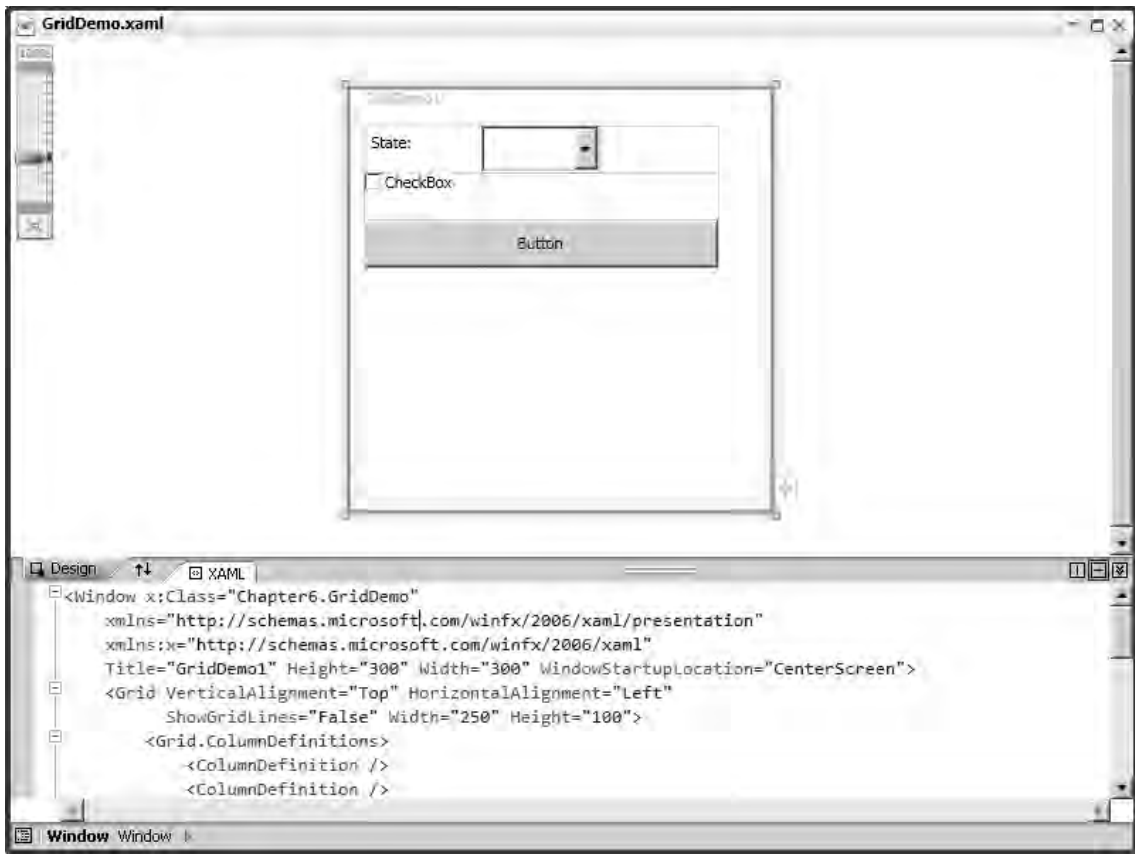 GridDemo.xaml
100%
GridDemo1
State:
CheckBox
Button
Design
XAML
<Window x:Class="Chapter6.GridDemo"
xmlns="http://schemas.microsoft.com/winfx/2006/xaml/presentation"
xmlns:x="http://schemas.microsoft.com/winfx/2006/xaml"
Title="GridDemo1" Height="300" Width="300" WindowStartupLocation="CenterScreen">
<Grid VerticalAlignment="Top" HorizontalAlignment="Left"
ShowGridLines="False" Width="250" Height="100">
<Grid.ColumnDefinitions>
<ColumnDefinition />
<ColumnDefinition />
Window Window